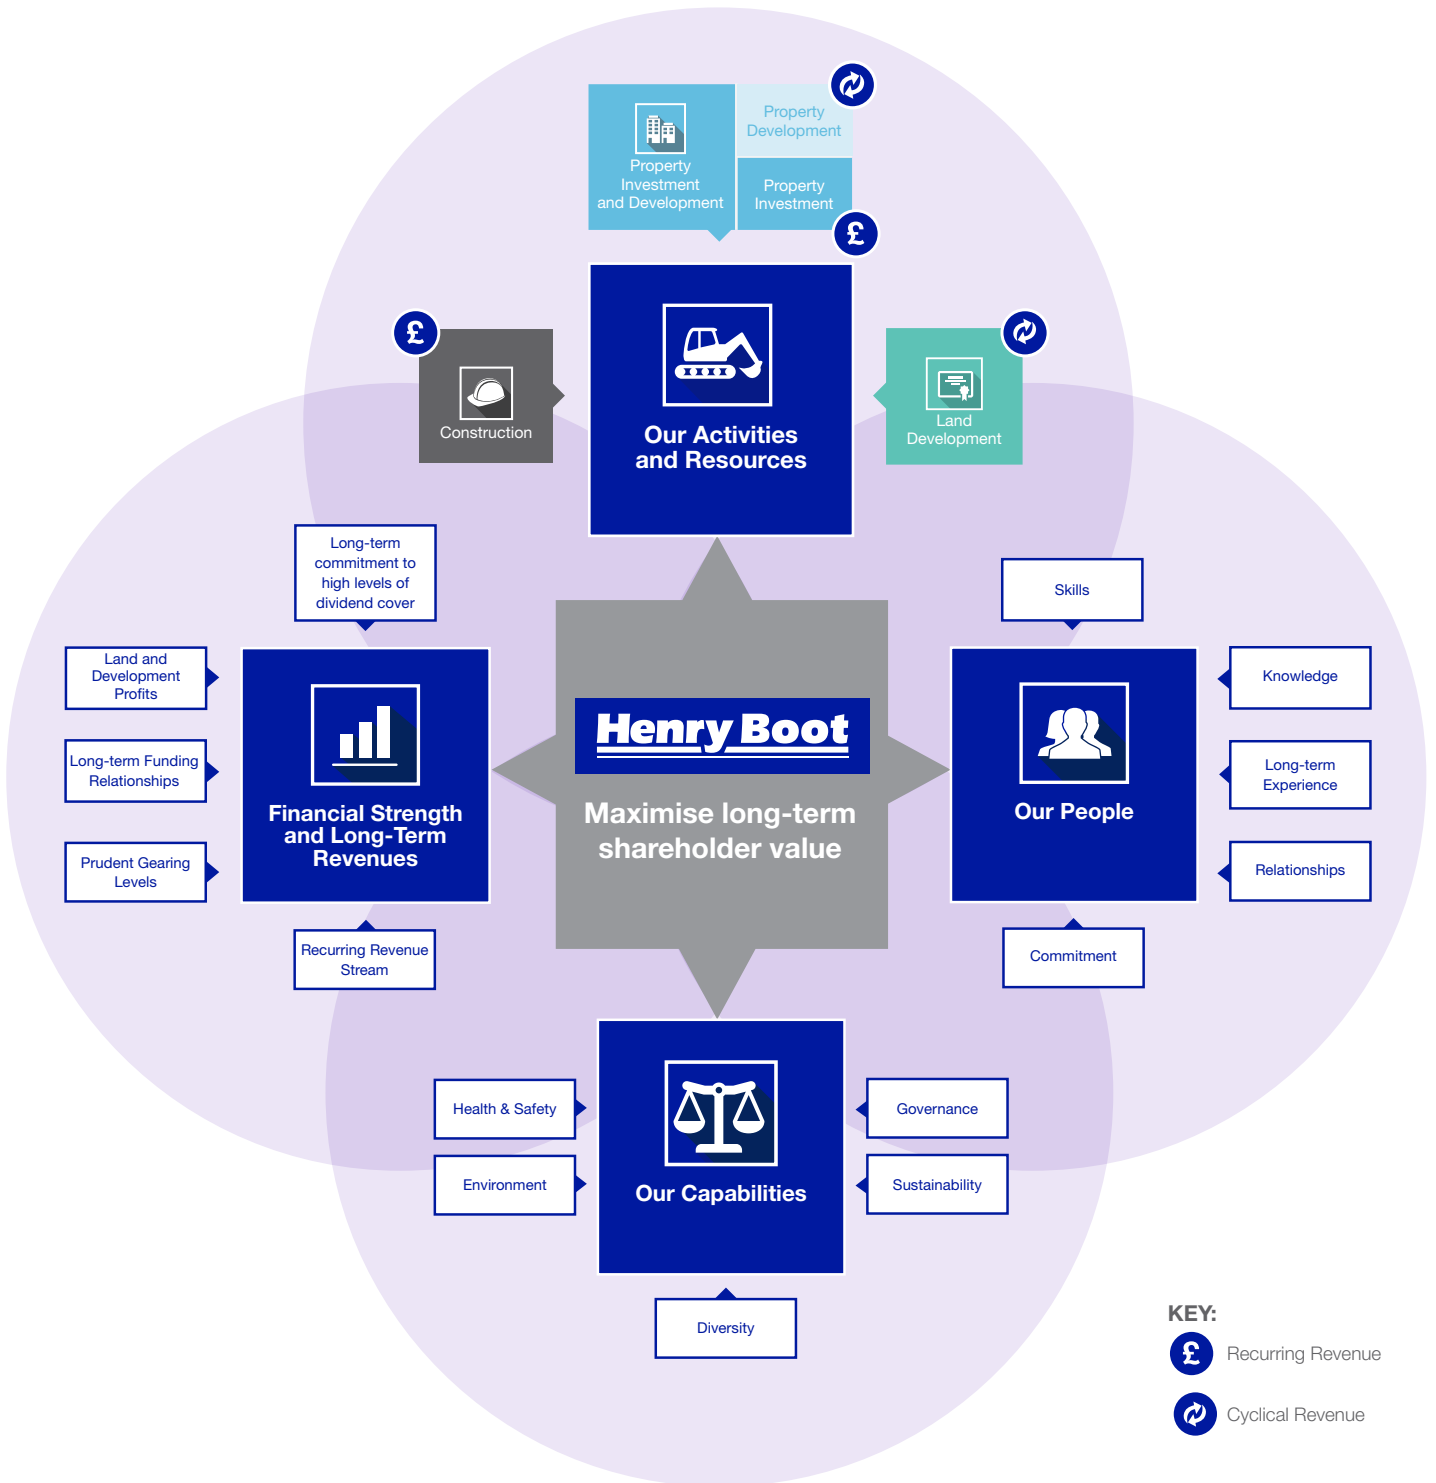 Property
Development
Property
Investment
and Development
Property
Investment
£
£
Construction
Our Activities
and Resources
Land
Development
Long-term
commitment to
high levels of
dividend cover
Land and
Development
Profits
Long-term Funding
Relationships
Prudent Gearing
Levels
Financial Strength
and Long-Term
Revenues
Recurring Revenue
Stream
Henry Boot
Maximise long-term
shareholder value
Skills
Knowledge
Long-term
Experience
Relationships
Our People
Commitment
Health & Safety
Environment
Our Capabilities
Governance
Sustainability
Diversity
KEY:
£ Recurring Revenue
Cyclical Revenue